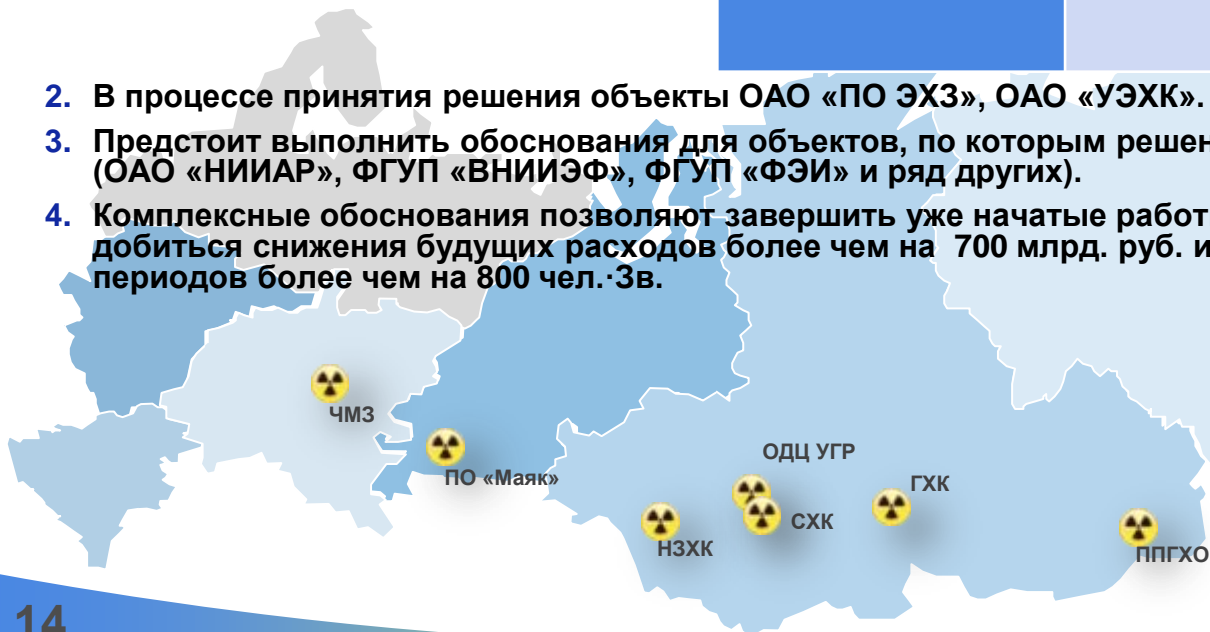 2. В процессе принятия решения объекты ОАО «ПО ЭХЗ», ОАО «УЭХК».
3. Предстоит выполнить обоснования для объектов, по которым решен
(ОАО «НИИАР», ФГУП «ВНИИЭФ», ФГУП «ФЭИ» и ряд других).
4. Комплексные обоснования позволяют завершить уже начатые работ
добиться снижения будущих расходов более чем на 700 млрд. руб. и
периодов более чем на 800 чел.·Зв.
ЧМЗ
ПО «Маяк»
ОДЦ УГР
ГХК
СХК
НЗХК
ППГХО
14